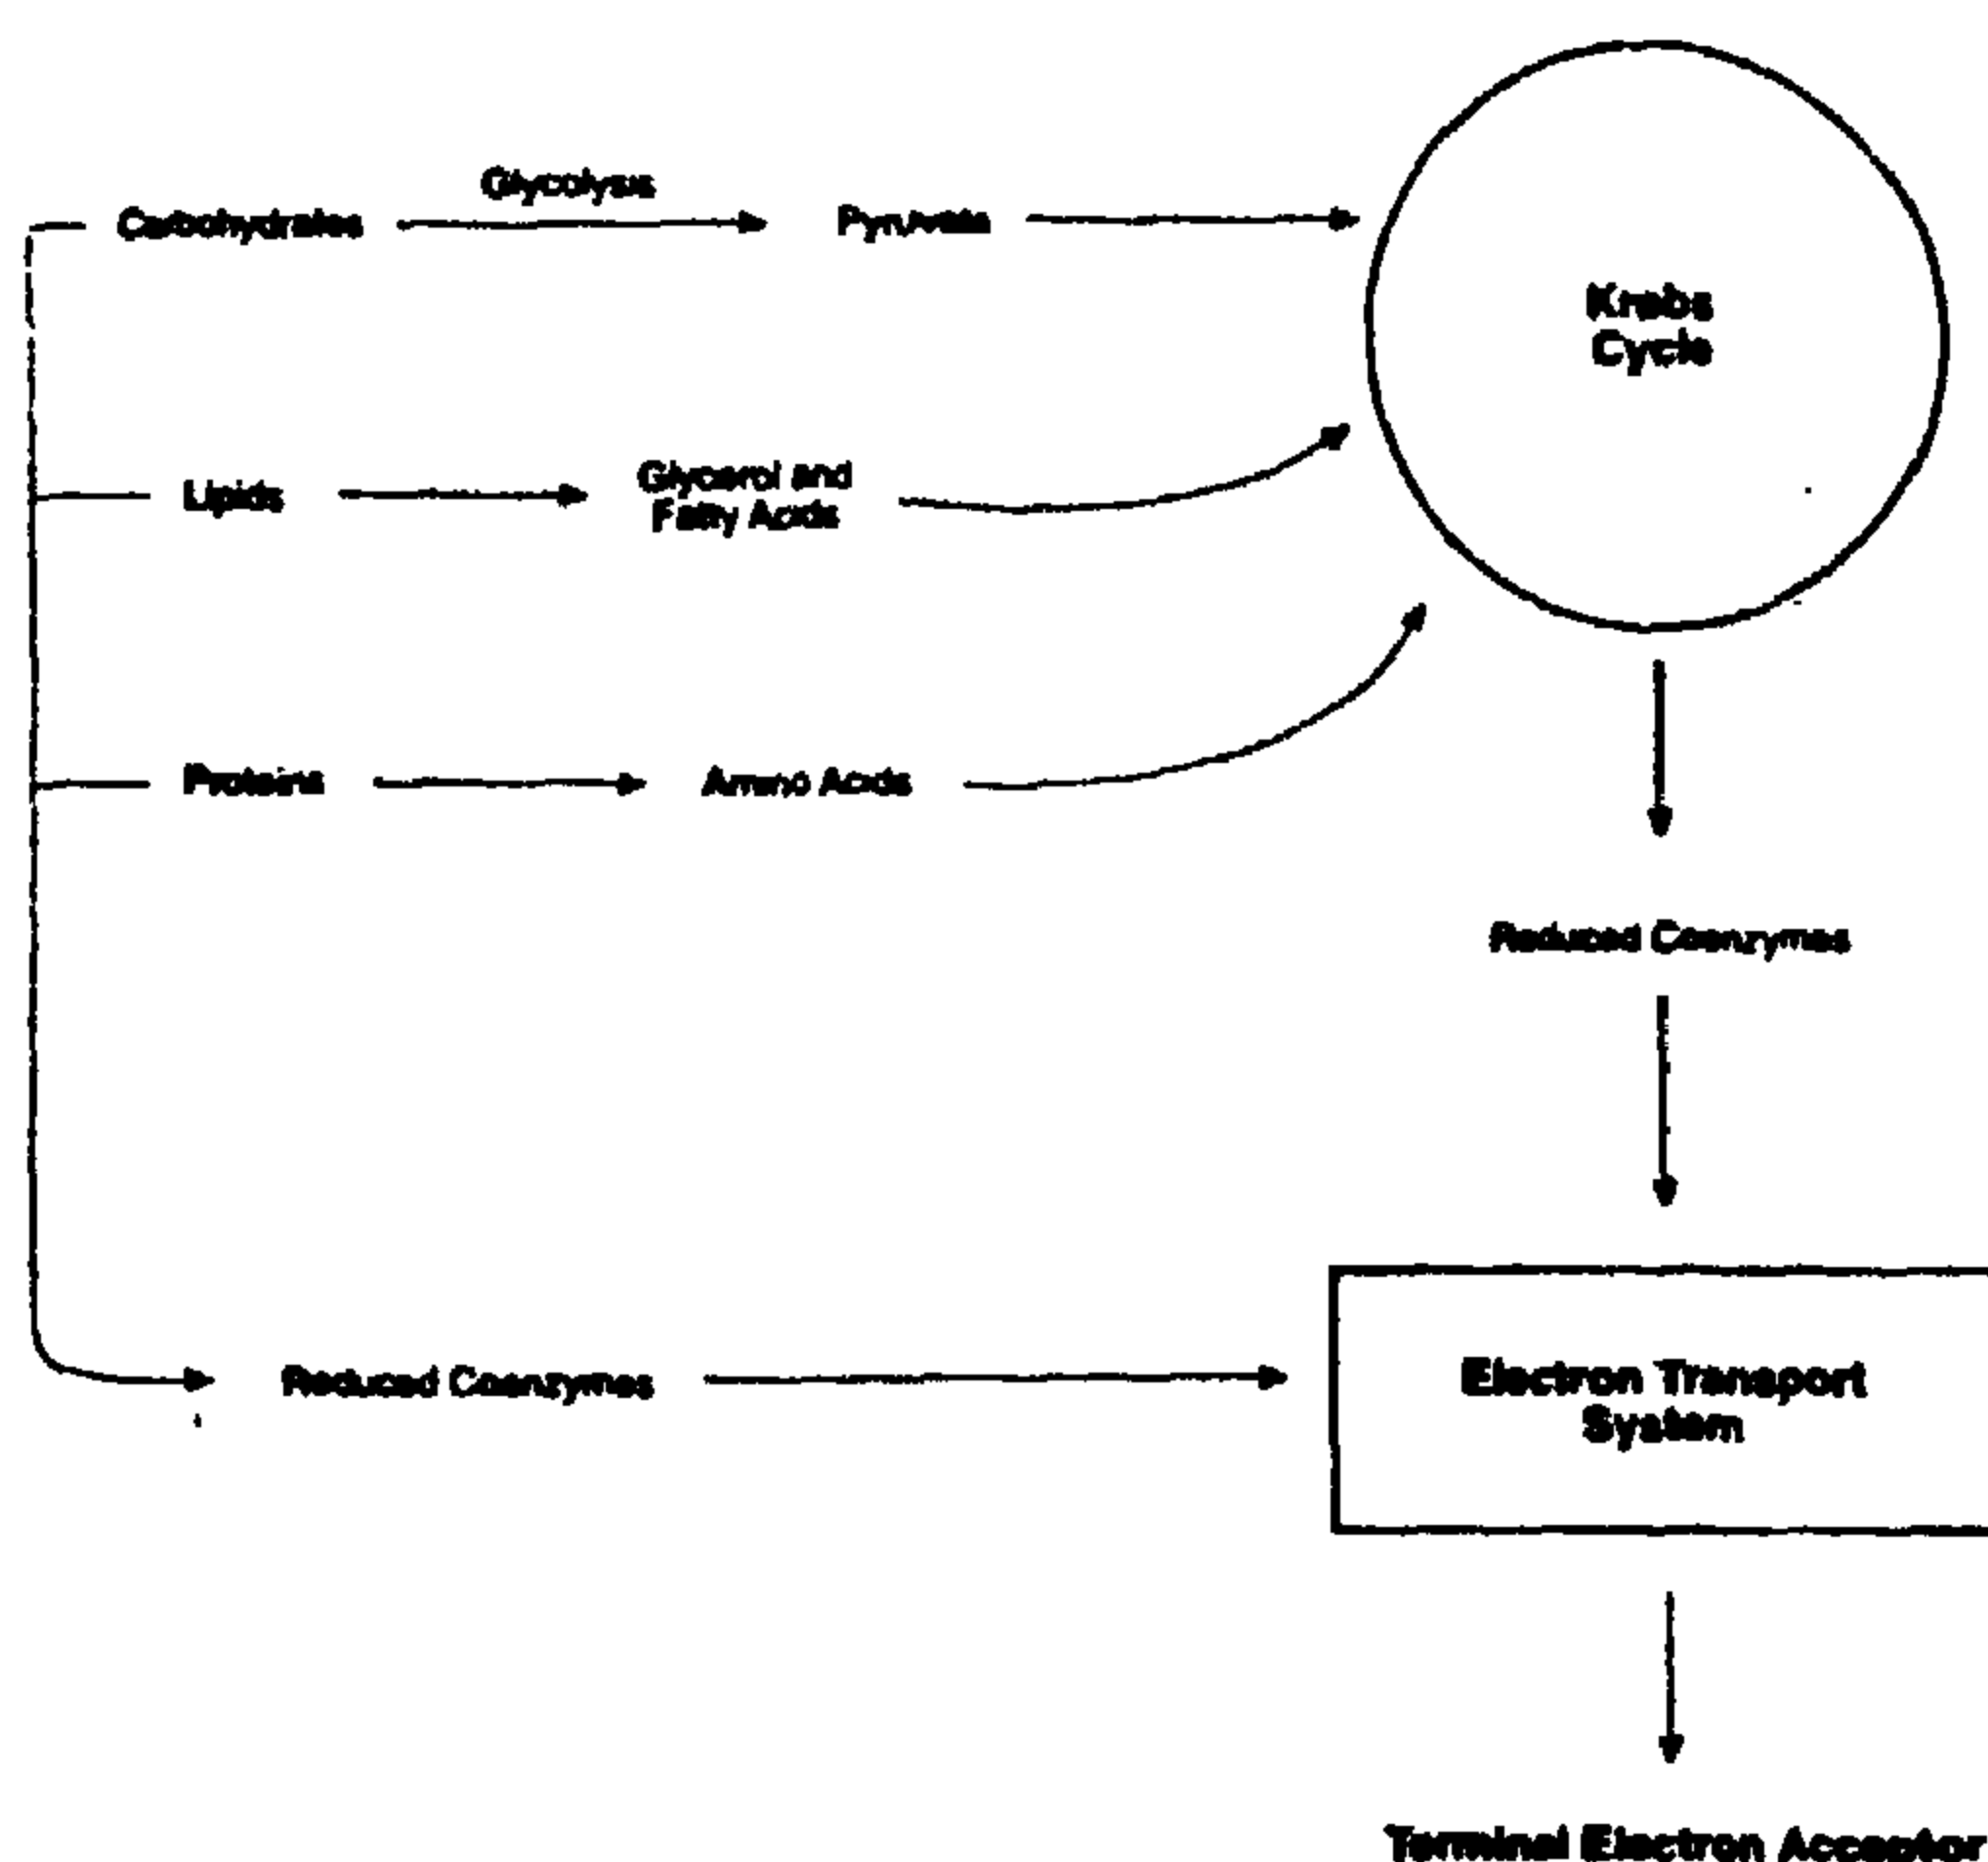 Glycolysis
Carbohydrates
Pyruvate
Krebs
Cycle
Lipids
Glycerol and
Fatty Acids
Proteins
Amino Acids
Reduced Coenzymes
Reduced Coenzymes
Electron Transport
System
Terminal Electron Acceptor